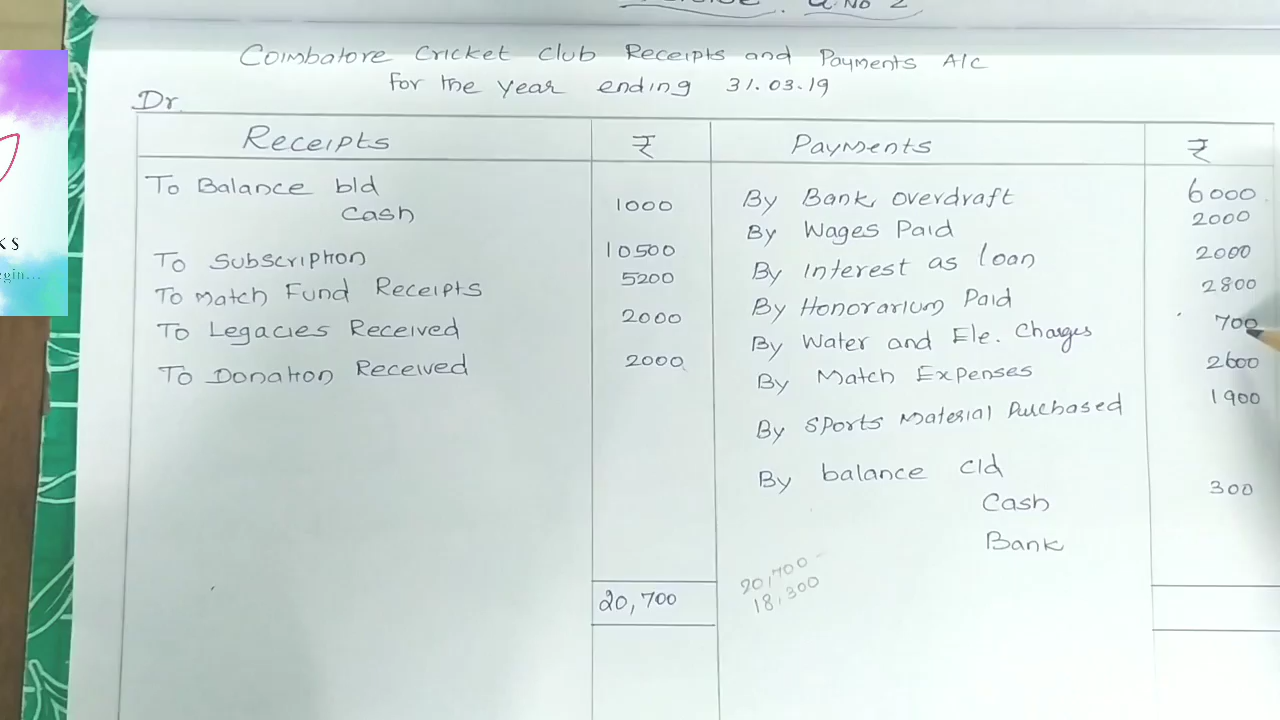 Q.No 2
Coimbatore Cricket Club Receipts and Payments A/C
For the Year ending 31.03.19
Dr.
Receipts ₹ Payments ₹
To Balance b/d
Cash 1000 By Bank overdraft 6000
By Wages Paid 2000
To Subscription 10500 By Interest as loan 2000
To Match Fund Receipts 5200 By Honorarium Paid 2800
To Legacies Received 2000 By Water and Ele. Charges 700
To Donation Received 2000 By Match Expenses 2600
By Sports Material Purchased 1900
By balance c/d
Cash 300
Bank
20,700 20,700
18,300
KS
egin...